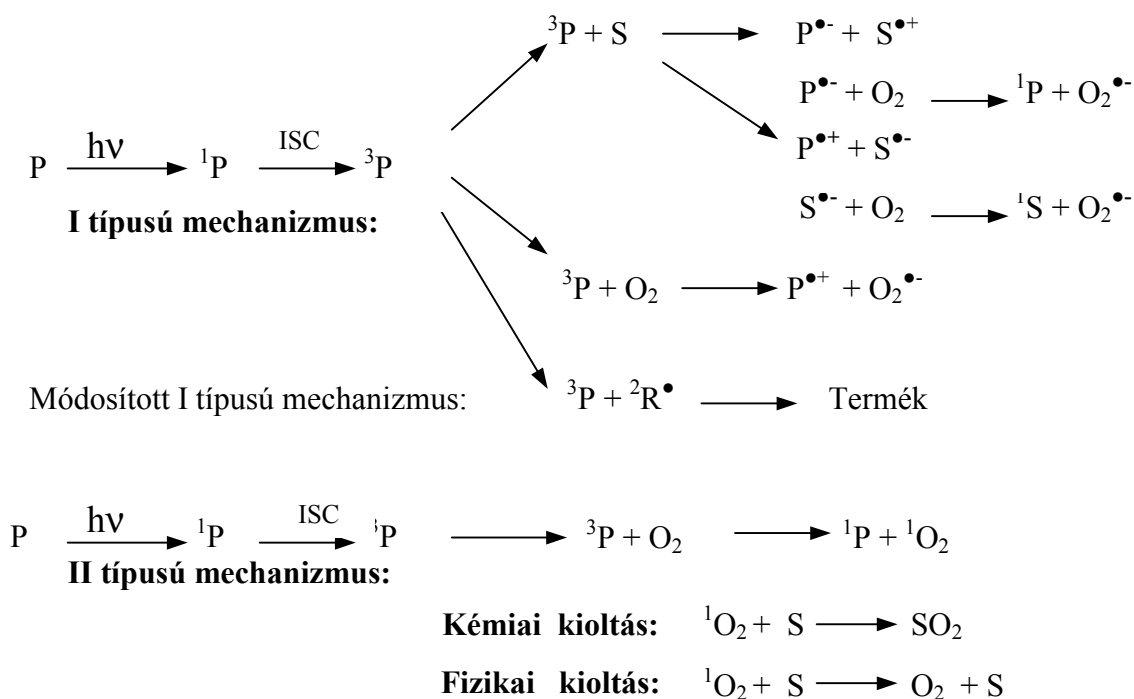 ³P + S → P•- + S•+
P•- + O₂ → ¹P + O₂•-
P hν → ¹P ISC → ³P P•+ + S•-
I típusú mechanizmus: S•- + O₂ → ¹S + O₂•-
³P + O₂ → P•+ + O₂•-
Módosított I típusú mechanizmus: ³P + ²R• → Termék
P hν → ¹P ISC → ³P → ³P + O₂ → ¹P + ¹O₂
II típusú mechanizmus:
Kémiai kioltás: ¹O₂ + S → SO₂
Fizikai kioltás: ¹O₂ + S → O₂ + S